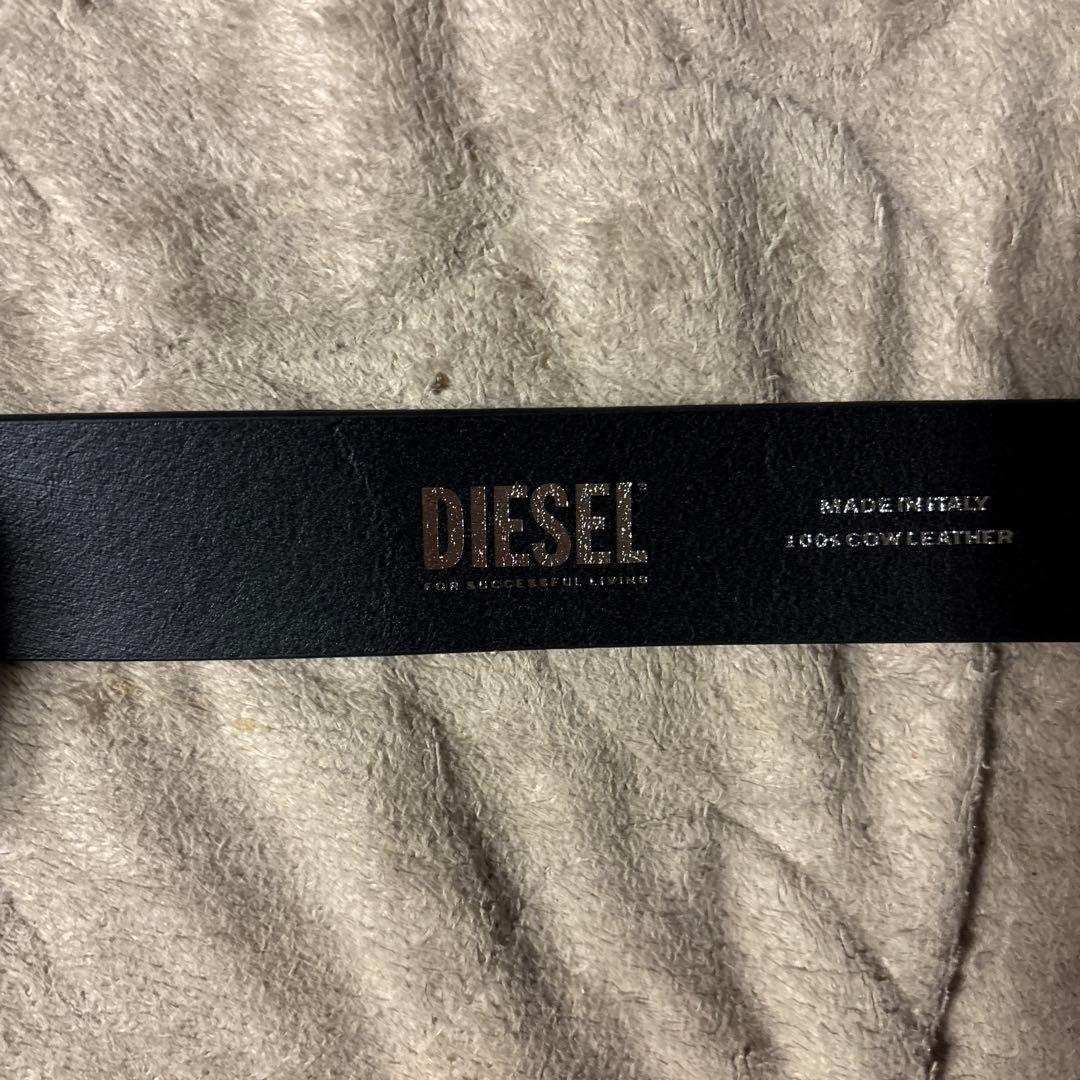 DIESEL
FOR SUCCESSFUL LIVING
MADE IN ITALY
100% COW LEATHER